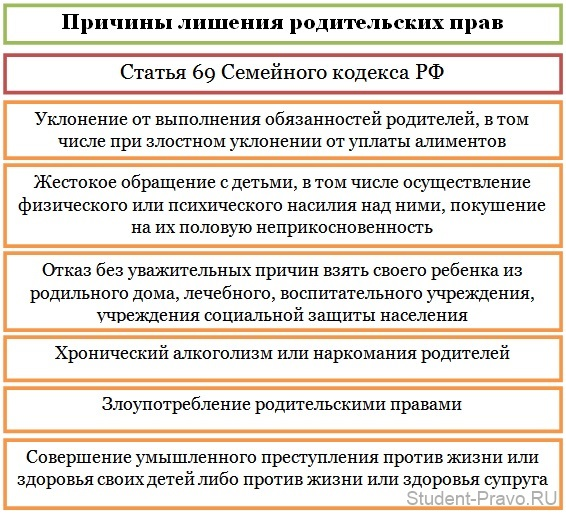 Причины лишения родительских прав
Статья 69 Семейного кодекса РФ
Уклонение от выполнения обязанностей родителей, в том
числе при злостном уклонении от уплаты алиментов
Жестокое обращение с детьми, в том числе осуществление
физического или психического насилия над ними, покушение
на их половую неприкосновенность
Отказ без уважительных причин взять своего ребенка из
родильного дома, лечебного, воспитательного учреждения,
учреждения социальной защиты населения
Хронический алкоголизм или наркомания родителей
Злоупотребление родительскими правами
Совершение умышленного преступления против жизни или
здоровья своих детей либо против жизни или здоровья супруга
Student-Pravo.RU